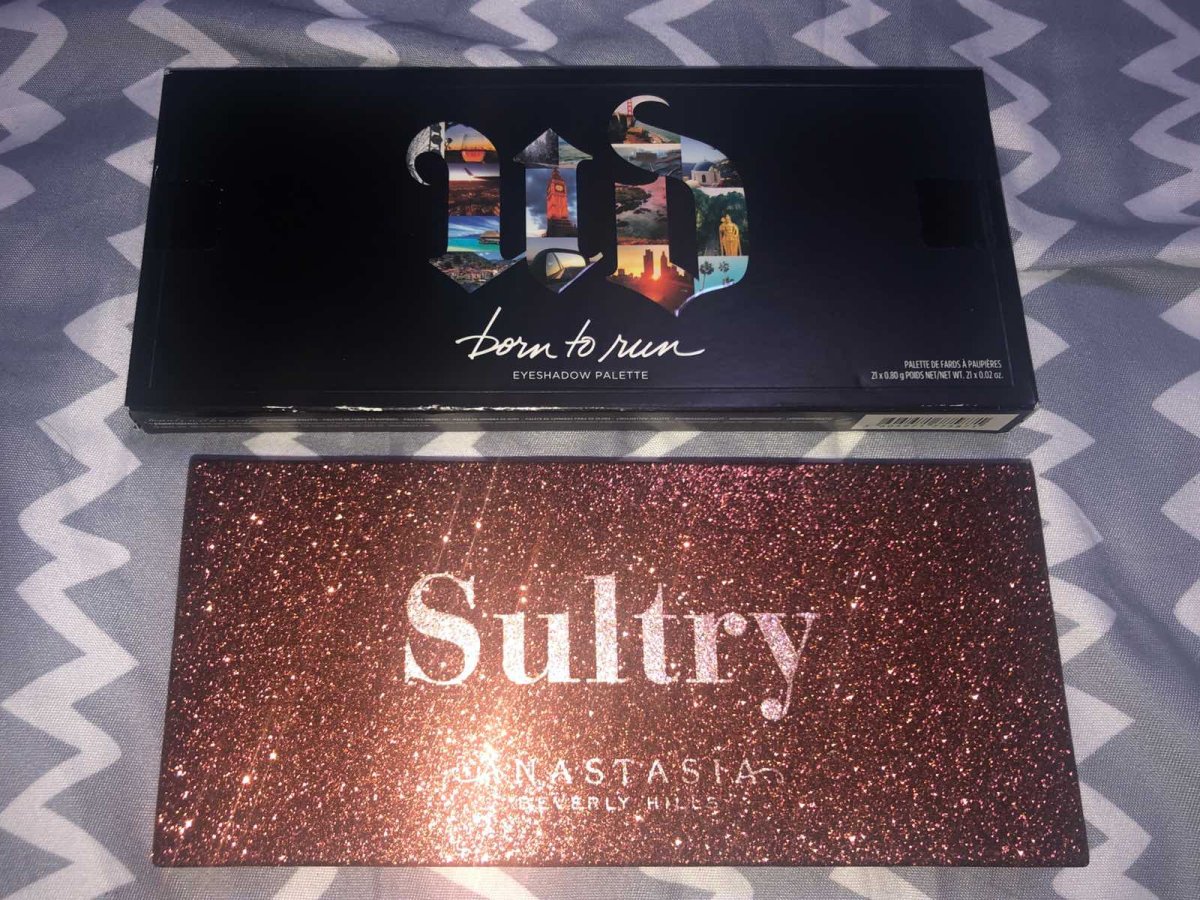 US
born to run
EYESHADOW PALETTE
PALETTE DE FARDS À PAUPIÈRES
21 x 0.80 g POIDS NET/NET WT. 21 x 0.02 oz.
Sultry
ANASTASIA
BEVERLY HILLS